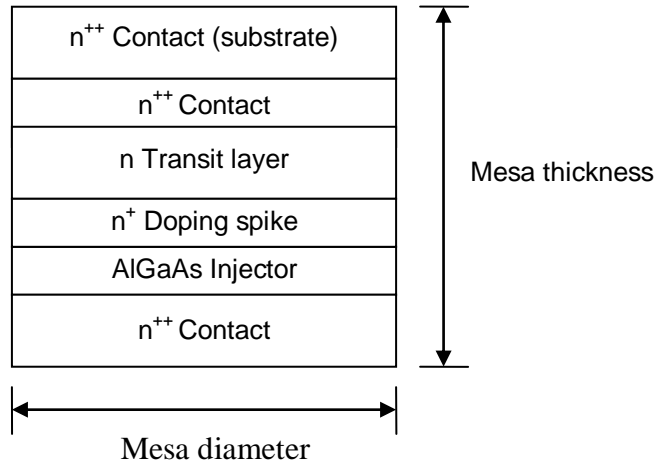 n++ Contact (substrate)
n++ Contact
n Transit layer
n+ Doping spike
AlGaAs Injector
n++ Contact
Mesa thickness
Mesa diameter